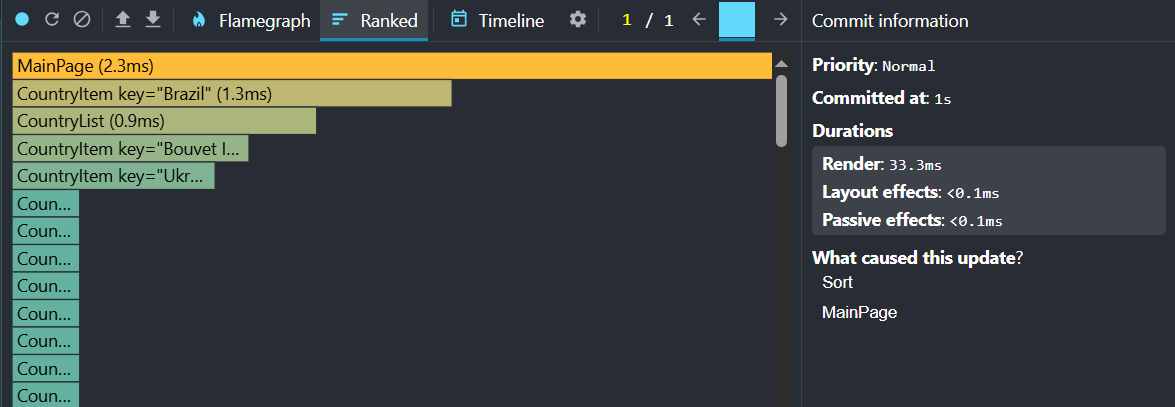 Flamegraph Ranked Timeline 1 / 1 Commit information
MainPage (2.3ms)
CountryItem key="Brazil" (1.3ms)
CountryList (0.9ms)
CountryItem key="Bouvet I...
CountryItem key="Ukr...
Coun...
Coun...
Coun...
Coun...
Coun...
Coun...
Coun...
Coun...
Priority: Normal
Committed at: 1s
Durations
Render: 33.3ms
Layout effects: <0.1ms
Passive effects: <0.1ms
What caused this update?
Sort
MainPage